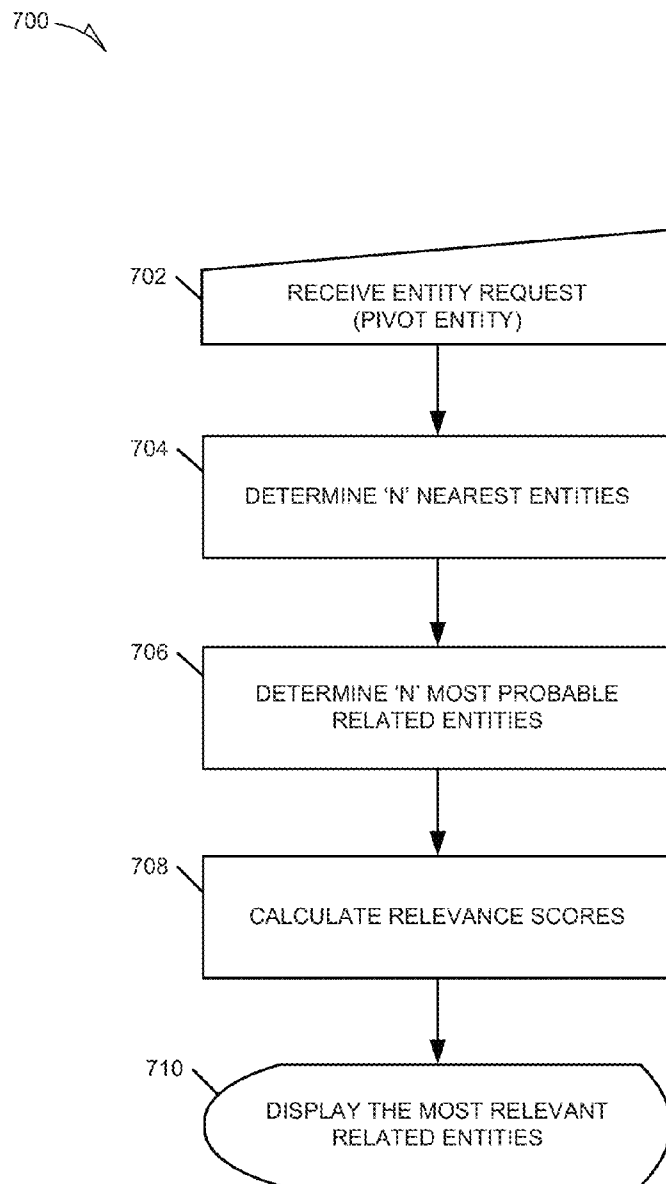 700
702
RECEIVE ENTITY REQUEST
(PIVOT ENTITY)
704
DETERMINE 'N' NEAREST ENTITIES
706
DETERMINE 'N' MOST PROBABLE
RELATED ENTITIES
708
CALCULATE RELEVANCE SCORES
710
DISPLAY THE MOST RELEVANT
RELATED ENTITIES